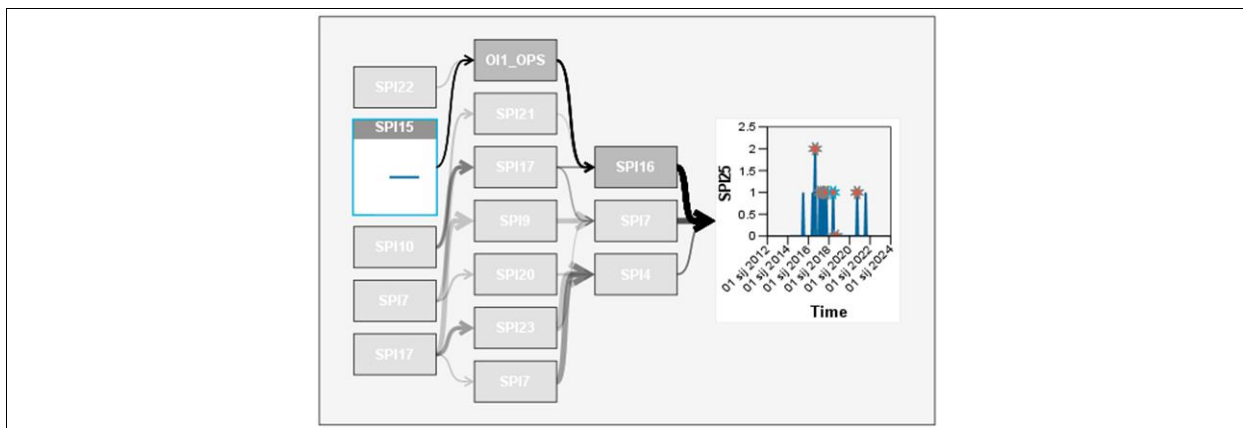 SPI22
SPI15
SPI10
SPI7
SPI17
OI1_OPS
SPI21
SPI17
SPI9
SPI20
SPI23
SPI7
SPI16
SPI7
SPI4
SPI25
2.5
2
1.5
1
0.5
0
01 sij 2012
01 sij 2014
01 sij 2016
01 sij 2018
01 sij 2020
01 sij 2022
01 sij 2024
Time